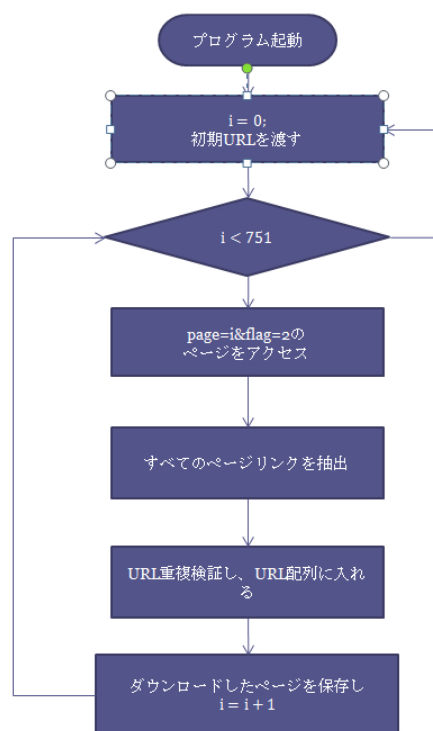 プログラム起動
i = 0;
初期URLを渡す
i < 751
page=i&flag=2の
ページをアクセス
すべてのページリンクを抽出
URL重複検証し、URL配列に入れ
る
ダウンロードしたページを保存し
i = i + 1